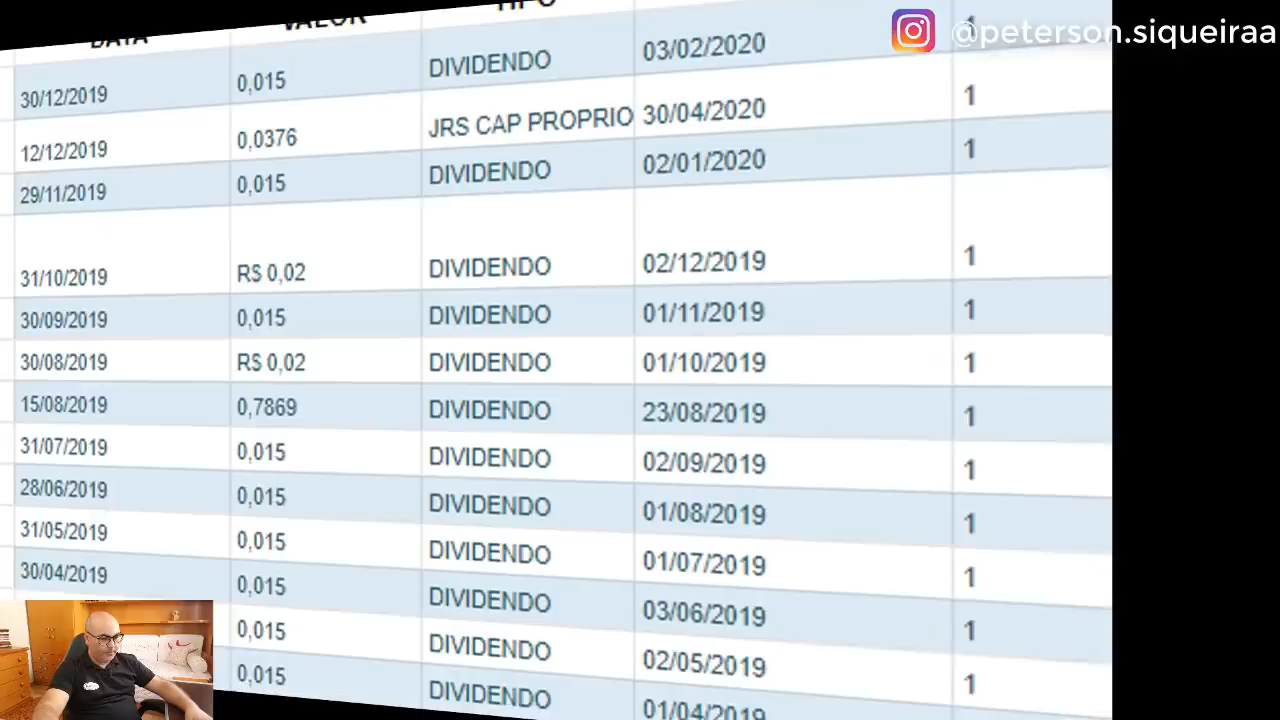 @peterson.siqueiraa
DATA VALOR TIPO
30/12/2019 0,015 DIVIDENDO 03/02/2020 1
12/12/2019 0,0376 JRS CAP PROPRIO 30/04/2020 1
29/11/2019 0,015 DIVIDENDO 02/01/2020 1
31/10/2019 R$ 0,02 DIVIDENDO 02/12/2019 1
30/09/2019 0,015 DIVIDENDO 01/11/2019 1
30/08/2019 R$ 0,02 DIVIDENDO 01/10/2019 1
15/08/2019 0,7869 DIVIDENDO 23/08/2019 1
31/07/2019 0,015 DIVIDENDO 02/09/2019 1
28/06/2019 0,015 DIVIDENDO 01/08/2019 1
31/05/2019 0,015 DIVIDENDO 01/07/2019 1
30/04/2019 0,015 DIVIDENDO 03/06/2019 1
0,015 DIVIDENDO 02/05/2019 1
0,015 DIVIDENDO 01/04/2019